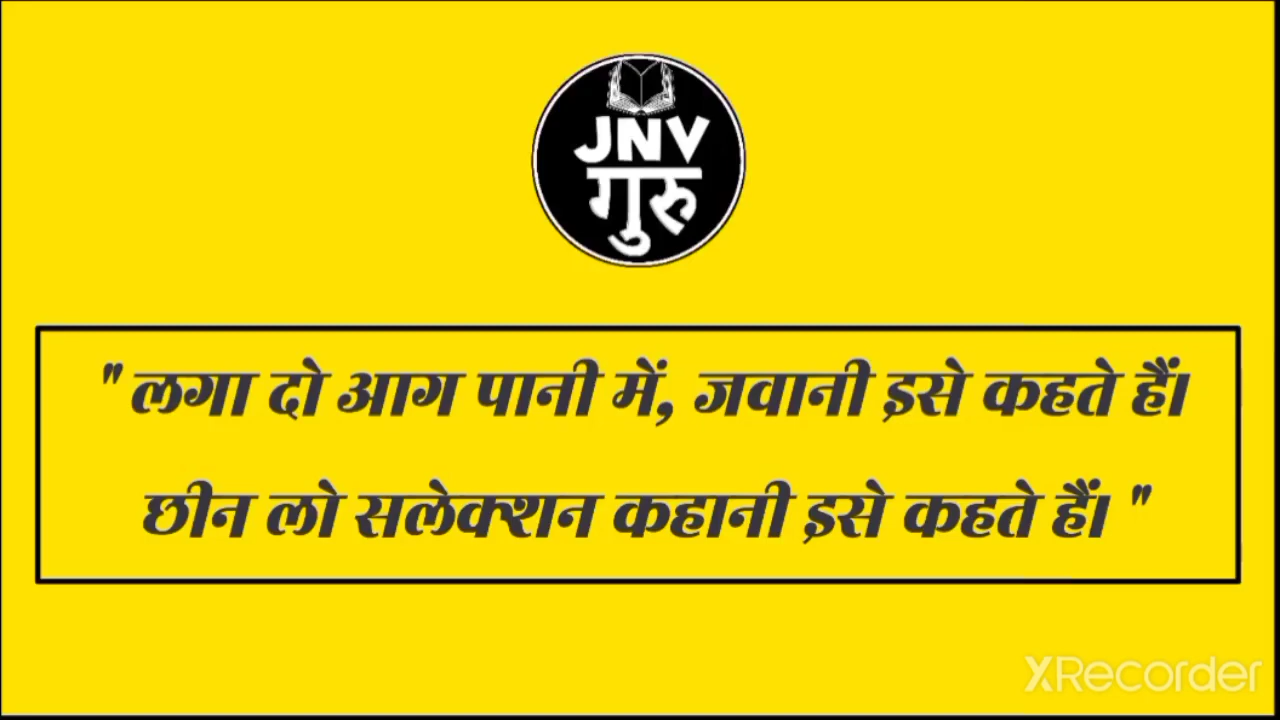 JNV
गुरु
" लगा दो आग पानी में, जवानी इसे कहते हैं।
छीन लो सलेक्शन कहानी इसे कहते हैं। "
XRecorder